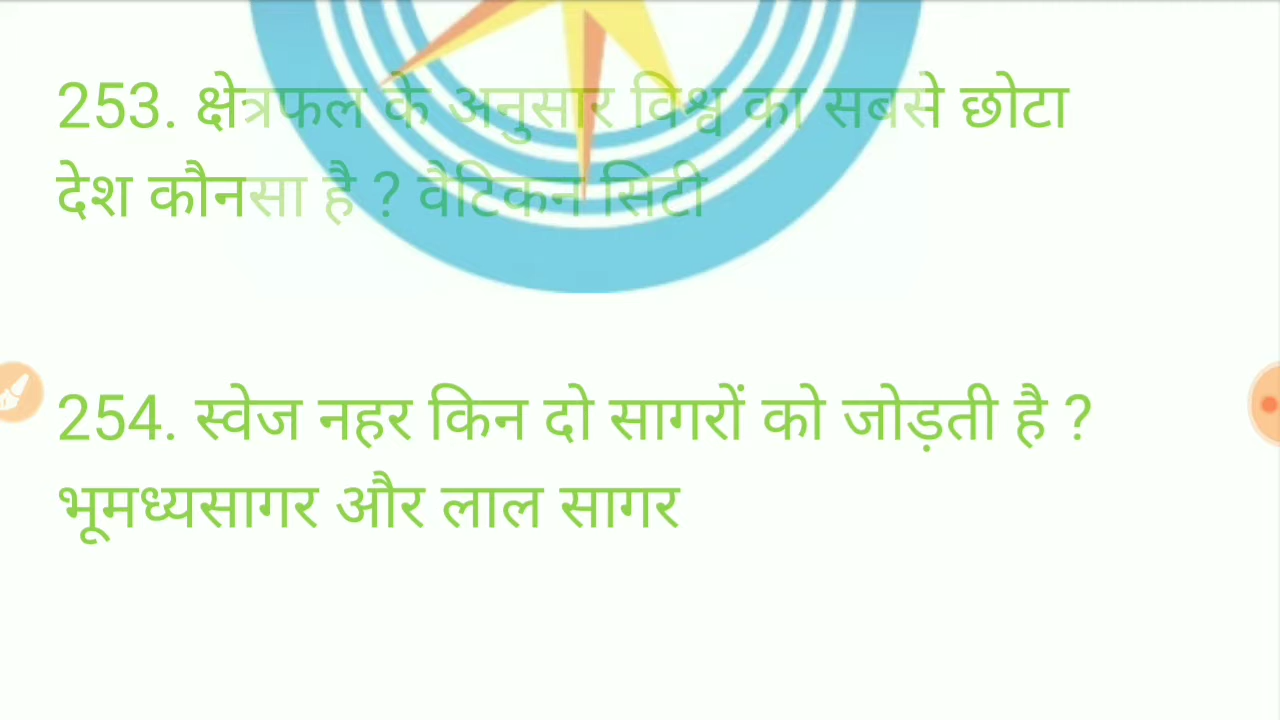 253. क्षेत्रफल के अनुसार विश्व का सबसे छोटा
देश कौनसा है ? वैटिकन सिटी
254. स्वेज नहर किन दो सागरों को जोड़ती है ?
भूमध्यसागर और लाल सागर